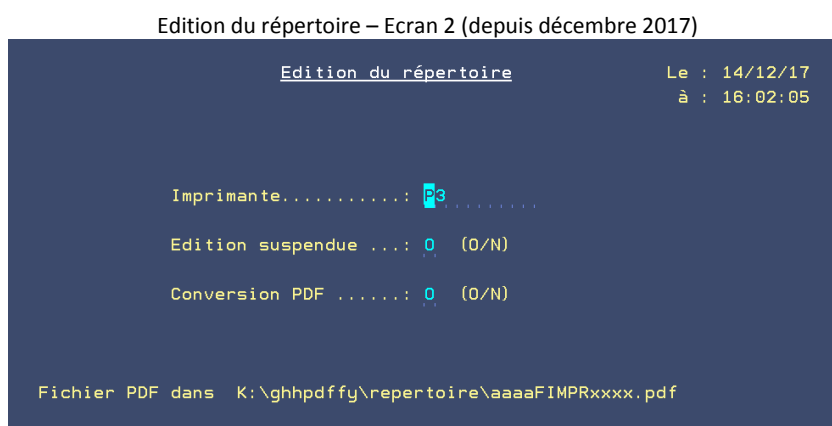 Edition du répertoire – Ecran 2 (depuis décembre 2017)
Edition du répertoire Le : 14/12/17
à : 16:02:05
Imprimante...........: P3
Edition suspendue ...: O (O/N)
Conversion PDF ......: O (O/N)
Fichier PDF dans K:\ghhpdffy\repertoire\aaaaFIMPRxxxx.pdf